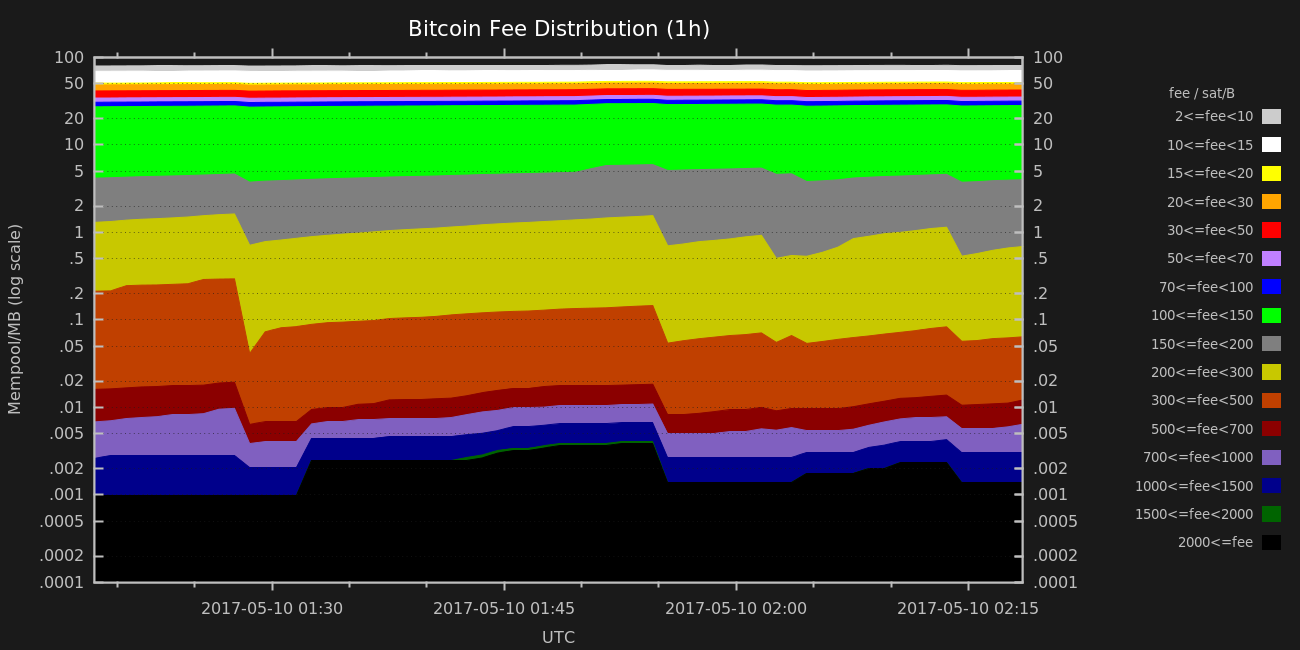 Bitcoin Fee Distribution (1h)
100
50
20
10
5
2
1
.5
.2
.1
.05
.02
.01
.005
.002
.001
.0005
.0002
.0001
Mempool/MB (log scale)
100
50
20
10
5
2
1
.5
.2
.1
.05
.02
.01
.005
.002
.001
.0005
.0002
.0001
2017-05-10 01:30 2017-05-10 01:45 2017-05-10 02:00 2017-05-10 02:15
UTC
fee / sat/B
2<=fee<10
10<=fee<15
15<=fee<20
20<=fee<30
30<=fee<50
50<=fee<70
70<=fee<100
100<=fee<150
150<=fee<200
200<=fee<300
300<=fee<500
500<=fee<700
700<=fee<1000
1000<=fee<1500
1500<=fee<2000
2000<=fee